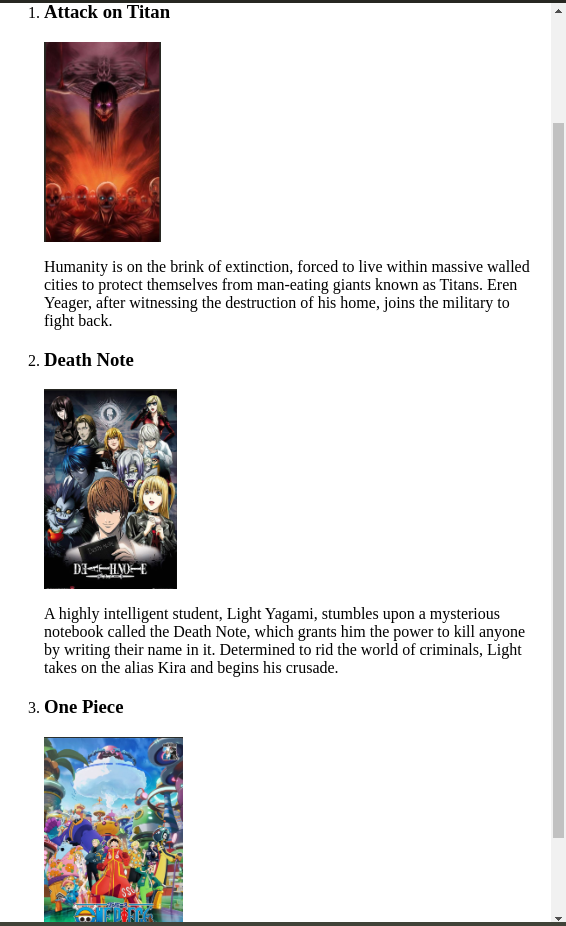 1. Attack on Titan
Humanity is on the brink of extinction, forced to live within massive walled
cities to protect themselves from man-eating giants known as Titans. Eren
Yeager, after witnessing the destruction of his home, joins the military to
fight back.
2. Death Note
DEATH NOTE
A highly intelligent student, Light Yagami, stumbles upon a mysterious
notebook called the Death Note, which grants him the power to kill anyone
by writing their name in it. Determined to rid the world of criminals, Light
takes on the alias Kira and begins his crusade.
3. One Piece